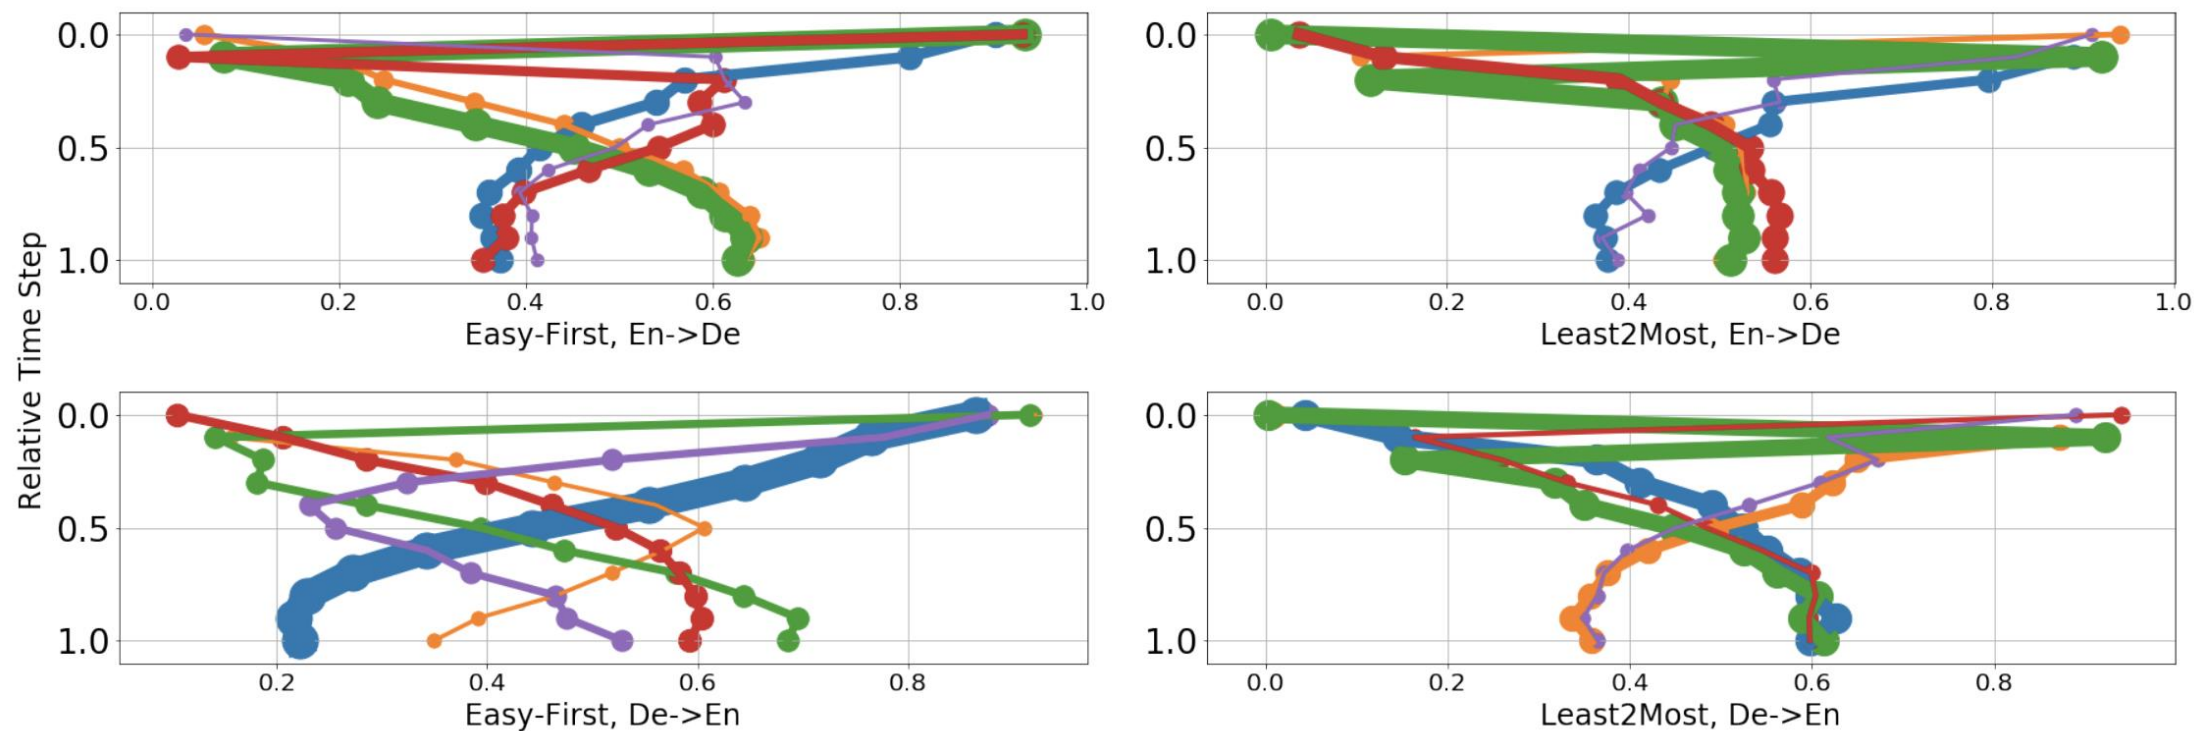 Relative Time Step
0.0
0.5
1.0
0.0 0.2 0.4 0.6 0.8 1.0
Easy-First, En->De
0.0
0.5
1.0
0.0 0.2 0.4 0.6 0.8 1.0
Least2Most, En->De
0.0
0.5
1.0
0.2 0.4 0.6 0.8
Easy-First, De->En
0.0
0.5
1.0
0.0 0.2 0.4 0.6 0.8
Least2Most, De->En